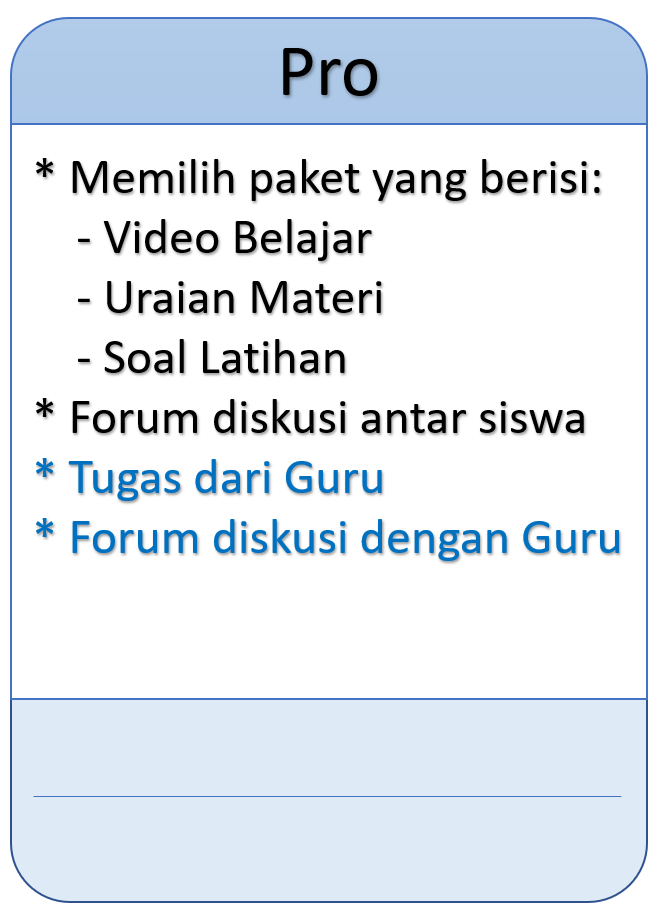 Pro
* Memilih paket yang berisi:
- Video Belajar
- Uraian Materi
- Soal Latihan
* Forum diskusi antar siswa
* Tugas dari Guru
* Forum diskusi dengan Guru